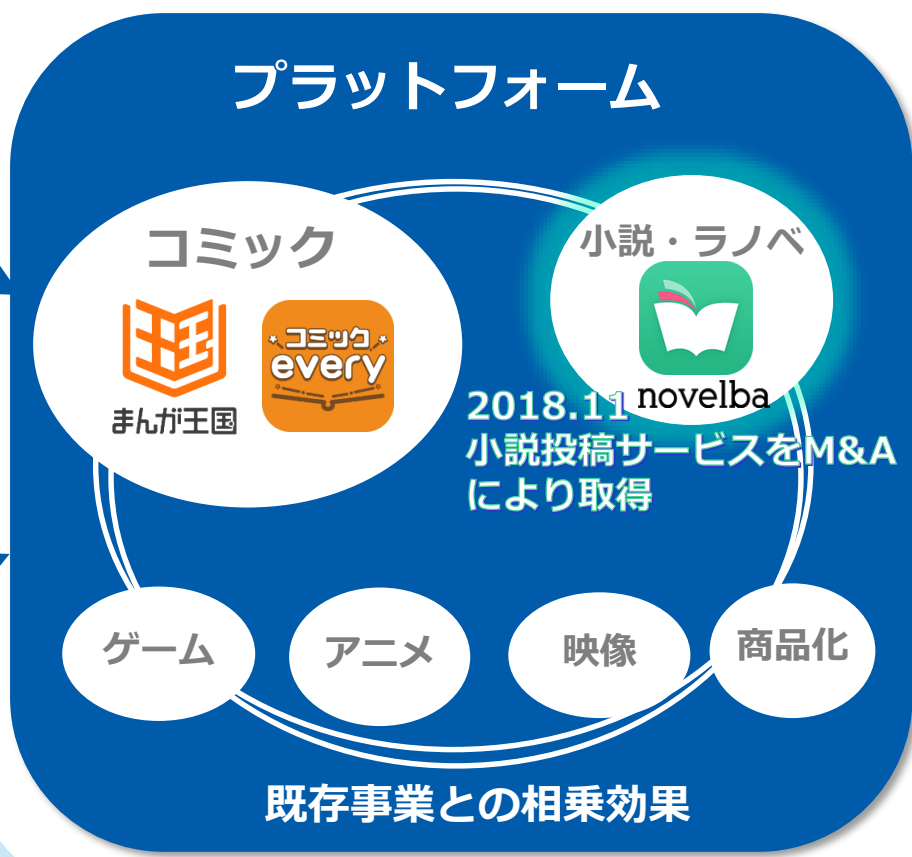 プラットフォーム
コミック
小説・ラノベ
王国
まんが王国
コミック
every
novelba
2018.11
小説投稿サービスをM&A
により取得
ゲーム
アニメ
映像
商品化
既存事業との相乗効果